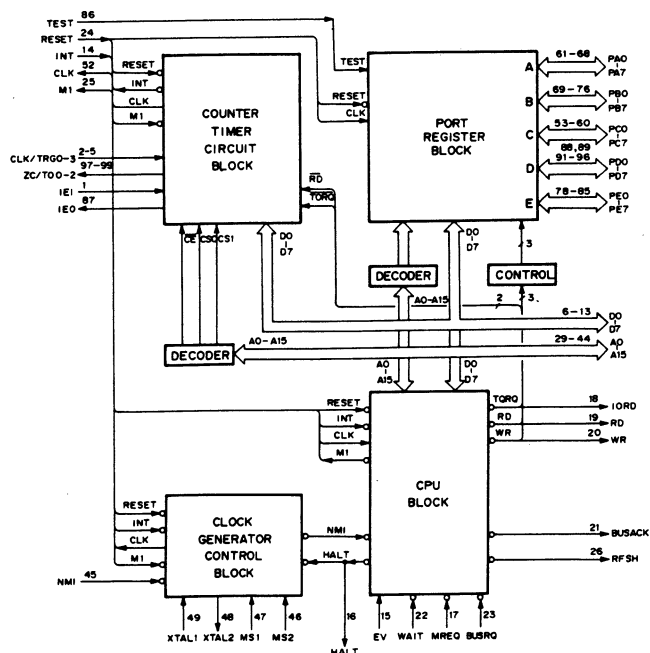 TEST 86
RESET 24
INT 14
CLK 52
M1 25
RESET
INT
CLK
M1
COUNTER
TIMER
CIRCUIT
BLOCK
CLK/TRG0-3 2-5
ZC/TO0-2 97-99
IEI 1
IEO 87
RD
TORQ
CE CS0 CS1
D0
D7
TEST
RESET
CLK
PORT
REGISTER
BLOCK
A 61-68 PA0
PA7
B 69-76 PB0
PB7
C 53-60 PC0
PC7
D 88,89
91-96 PD0
PD7
E 78-85 PE0
PE7
D0
D7
3
DECODER
CONTROL
A0-A15
2
3
6-13 D0
D7
DECODER
A0-A15
29-44 A0
A15
A0
A15
D0
D7
RESET
INT
CLK
M1
CPU
BLOCK
TORQ 18 IORD
RD 19 RD
WR 20 WR
21 BUSACK
26 RFSH
RESET
INT
CLK
M1
NMI 45
CLOCK
GENERATOR
CONTROL
BLOCK
NMI
HALT
49 48 47 46
XTAL1 XTAL2 MS1 MS2
16
HALT
15 22 17 23
EV WAIT MREQ BUSRQ